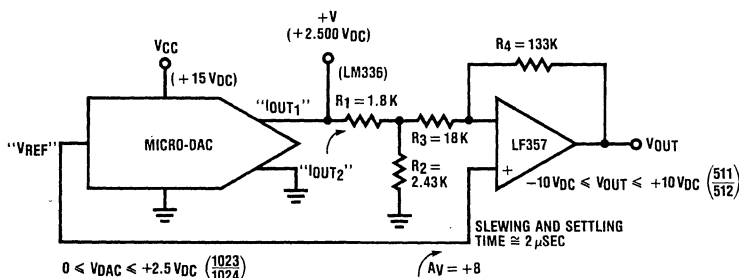 +V
(+2.500 VDC)
VCC
(+15 VDC)
(LM336)
R4 = 133K
"IOUT1"
R1 = 1.8K
R3 = 18K
"VREF"
MICRO-DAC
LF357
VOUT
"IOUT2"
R2 =
2.43K
+
-10 VDC ≤ VOUT ≤ +10 VDC (511/512)
SLEWING AND SETTLING
TIME ≅ 2 μSEC
0 ≤ VDAC ≤ +2.5 VDC (1023/1024)
AV = +8